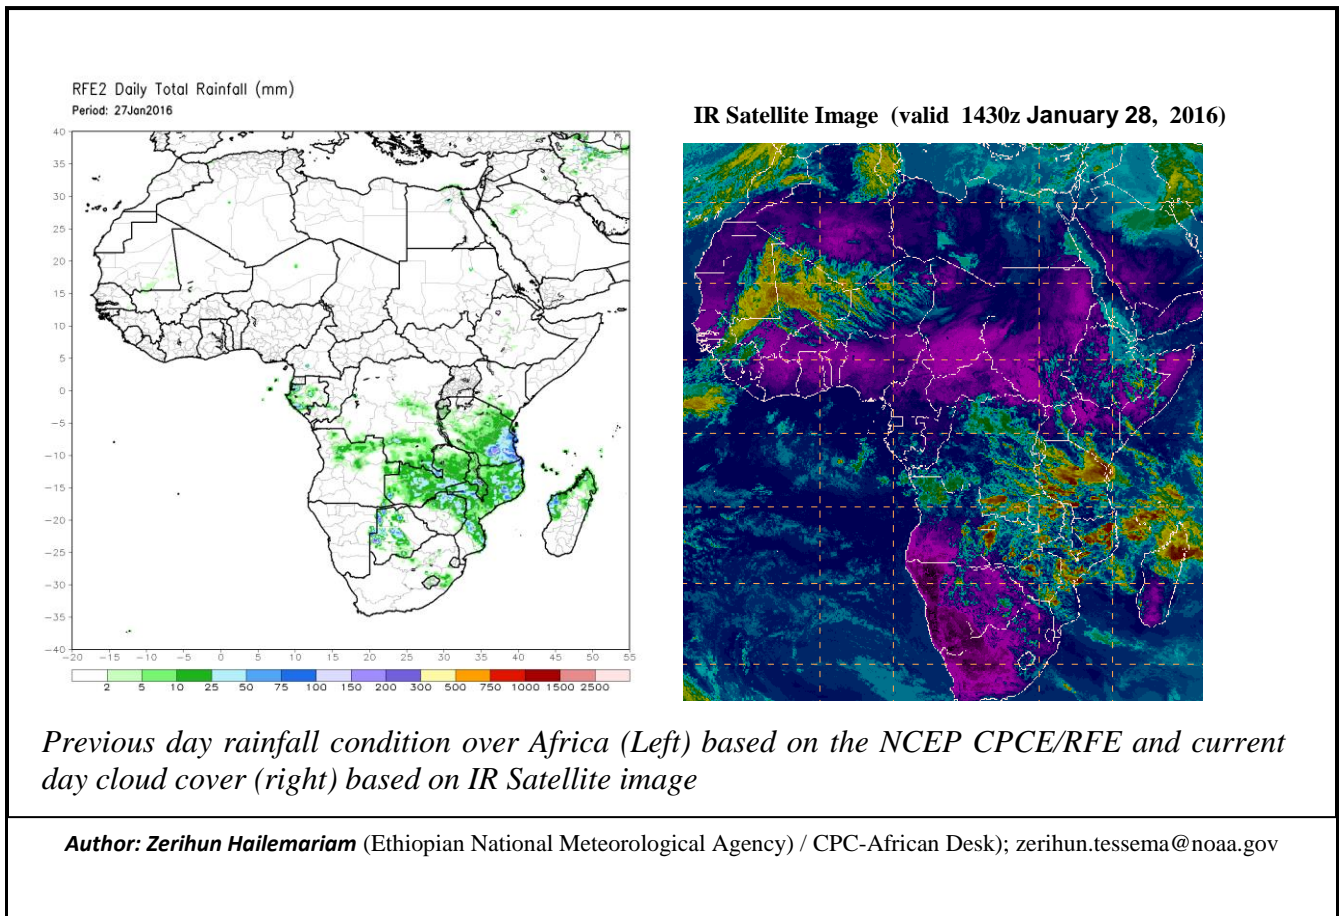 RFE2 Daily Total Rainfall (mm)
Period: 27Jan2016
40
35
30
25
20
15
10
5
0
-5
-10
-15
-20
-25
-30
-35
-40
-20 -15 -10 -5 0 5 10 15 20 25 30 35 40 45 50 55
2 5 10 25 50 75 100 150 200 300 500 750 1000 1500 2500
IR Satellite Image (valid 1430z January 28, 2016)
Previous day rainfall condition over Africa (Left) based on the NCEP CPCE/RFE and current
day cloud cover (right) based on IR Satellite image
Author: Zerihun Hailemariam (Ethiopian National Meteorological Agency) / CPC-African Desk); zerihun.tessema@noaa.gov